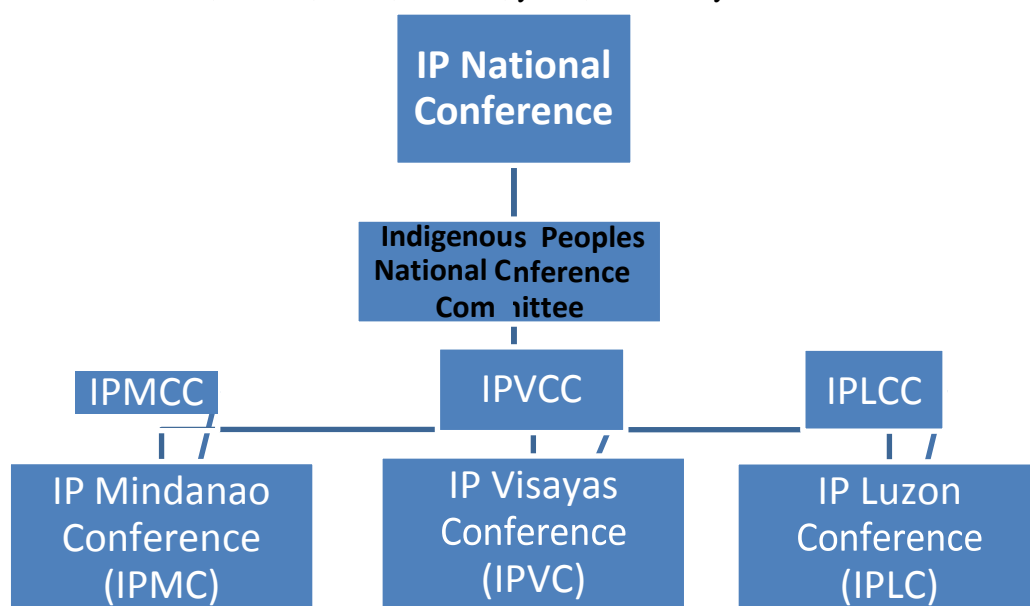 IP National
Conference
Indigenous Peoples
National C nference
Com ittee
IPMCC
IPVCC
IPLCC
IP Mindanao
Conference
(IPMC)
IP Visayas
Conference
(IPVC)
IP Luzon
Conference
(IPLC)